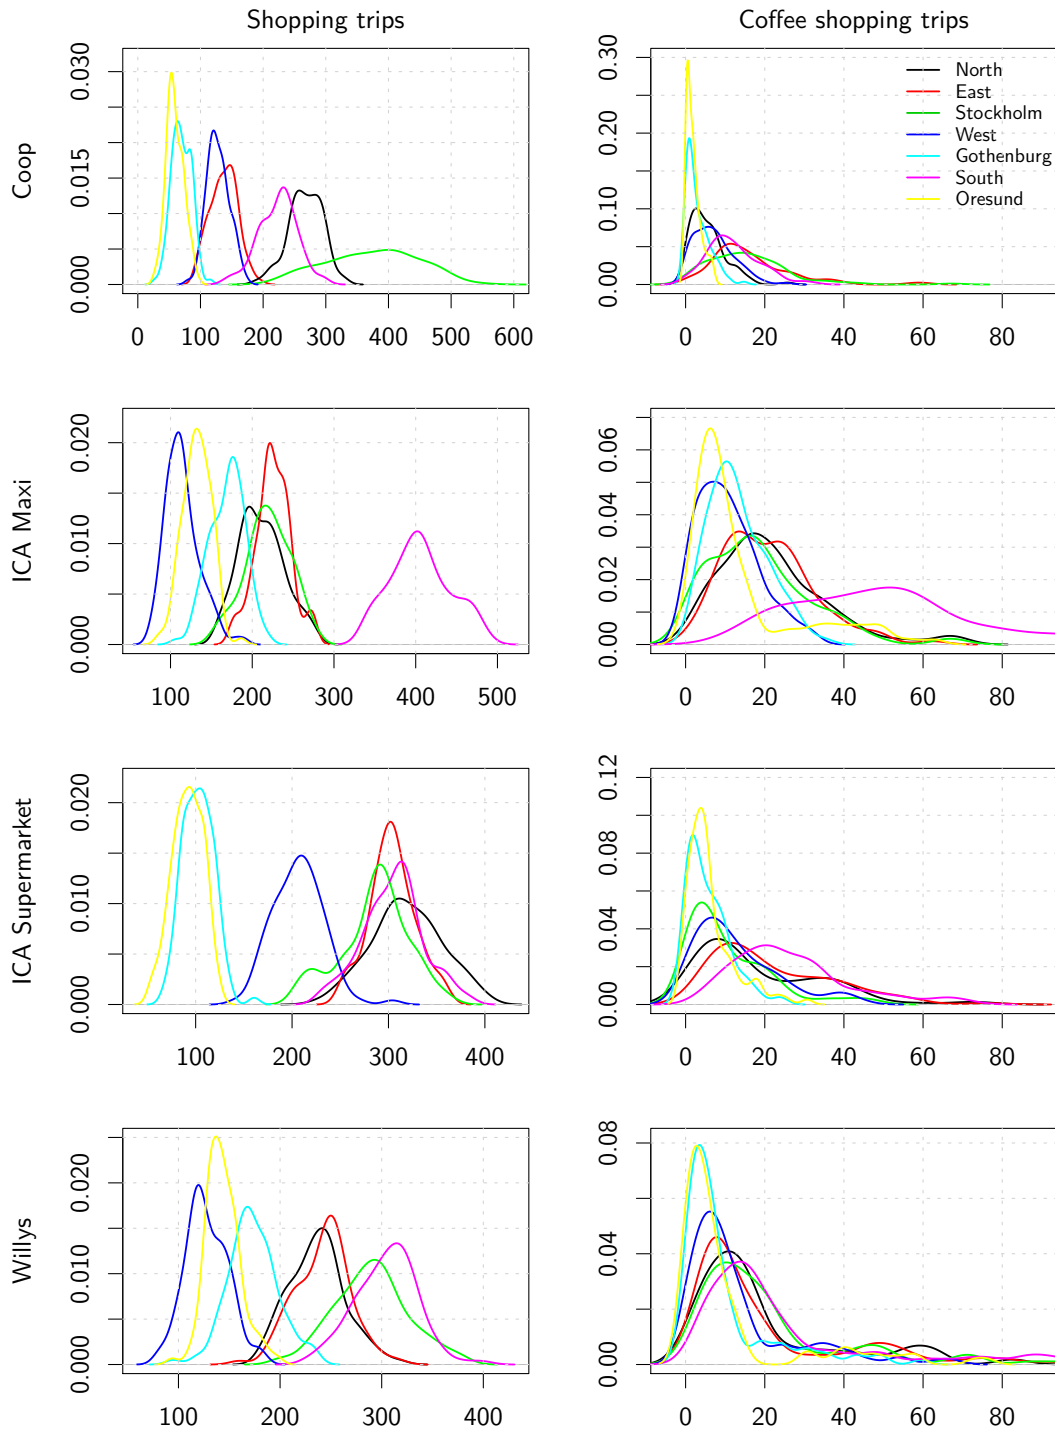 Shopping trips
Coffee shopping trips
Coop
0.000 0.015 0.030
0 100 200 300 400 500 600
0.00 0.10 0.20 0.30
0 20 40 60 80
North
East
Stockholm
West
Gothenburg
South
Oresund
ICA Maxi
0.000 0.010 0.020
100 200 300 400 500
0.00 0.02 0.04 0.06
0 20 40 60 80
ICA Supermarket
0.000 0.010 0.020
100 200 300 400
0.00 0.04 0.08 0.12
0 20 40 60 80
Willys
0.000 0.010 0.020
100 200 300 400
0.00 0.04 0.08
0 20 40 60 80